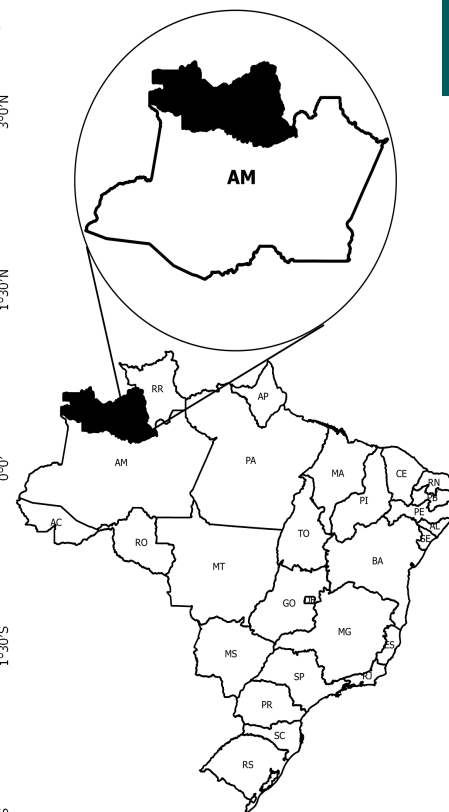 3°0'N
1°30'N
0°0'
1°30'S
AM
RR
AP
AM
PA
MA
CE
RN
PB
PE
AL
SE
PI
AC
RO
TO
BA
MT
GO
DF
MG
ES
MS
SP
RJ
PR
SC
RS